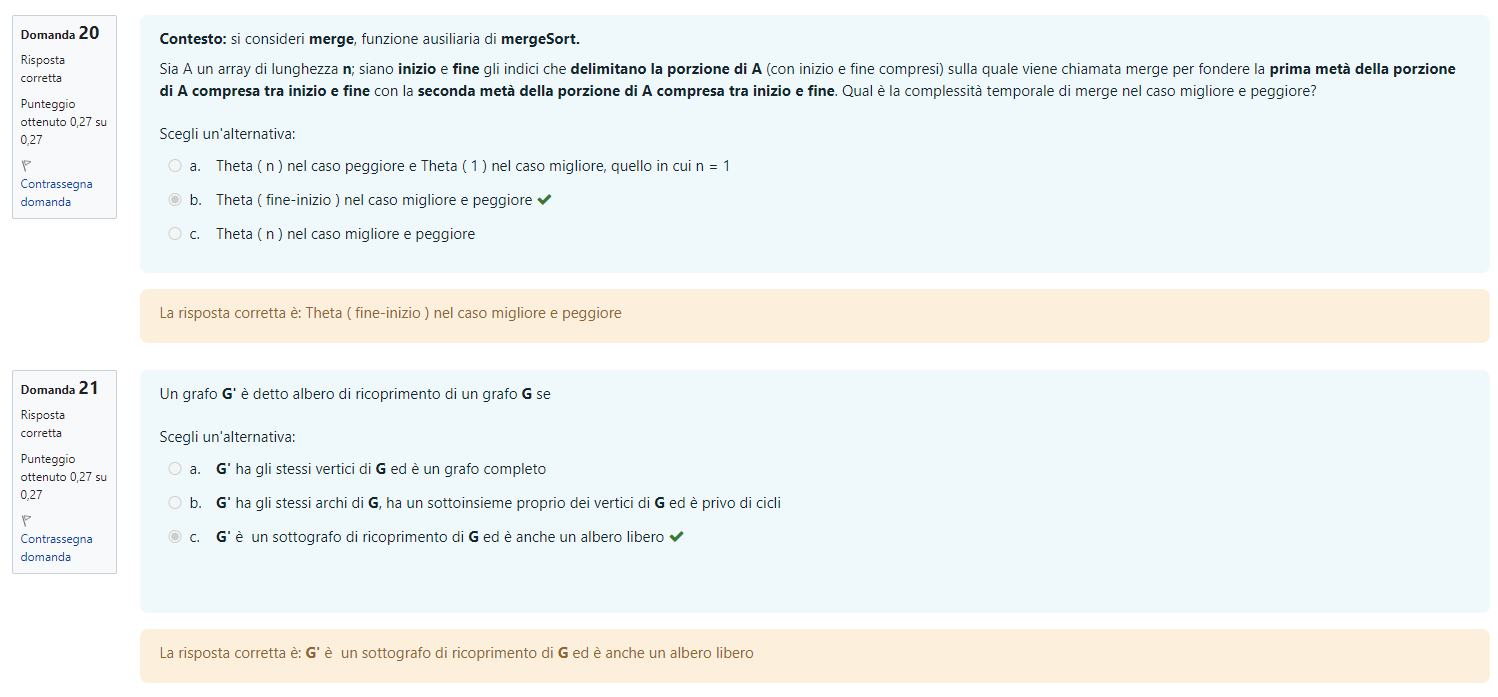 Domanda 20
Risposta
corretta
Punteggio
ottenuto 0,27 su
0,27
Contrassegna
domanda
Contesto: si consideri merge, funzione ausiliaria di mergeSort.
Sia A un array di lunghezza n; siano inizio e fine gli indici che delimitano la porzione di A (con inizio e fine compresi) sulla quale viene chiamata merge per fondere la prima metà della porzione
di A compresa tra inizio e fine con la seconda metà della porzione di A compresa tra inizio e fine. Qual è la complessità temporale di merge nel caso migliore e peggiore?
Scegli un'alternativa:
a. Theta ( n ) nel caso peggiore e Theta ( 1 ) nel caso migliore, quello in cui n = 1
b. Theta ( fine-inizio ) nel caso migliore e peggiore
c. Theta ( n ) nel caso migliore e peggiore
La risposta corretta è: Theta ( fine-inizio ) nel caso migliore e peggiore
Domanda 21
Risposta
corretta
Punteggio
ottenuto 0,27 su
0,27
Contrassegna
domanda
Un grafo G' è detto albero di ricoprimento di un grafo G se
Scegli un'alternativa:
a. G' ha gli stessi vertici di G ed è un grafo completo
b. G' ha gli stessi archi di G, ha un sottoinsieme proprio dei vertici di G ed è privo di cicli
c. G' è un sottografo di ricoprimento di G ed è anche un albero libero
La risposta corretta è: G' è un sottografo di ricoprimento di G ed è anche un albero libero